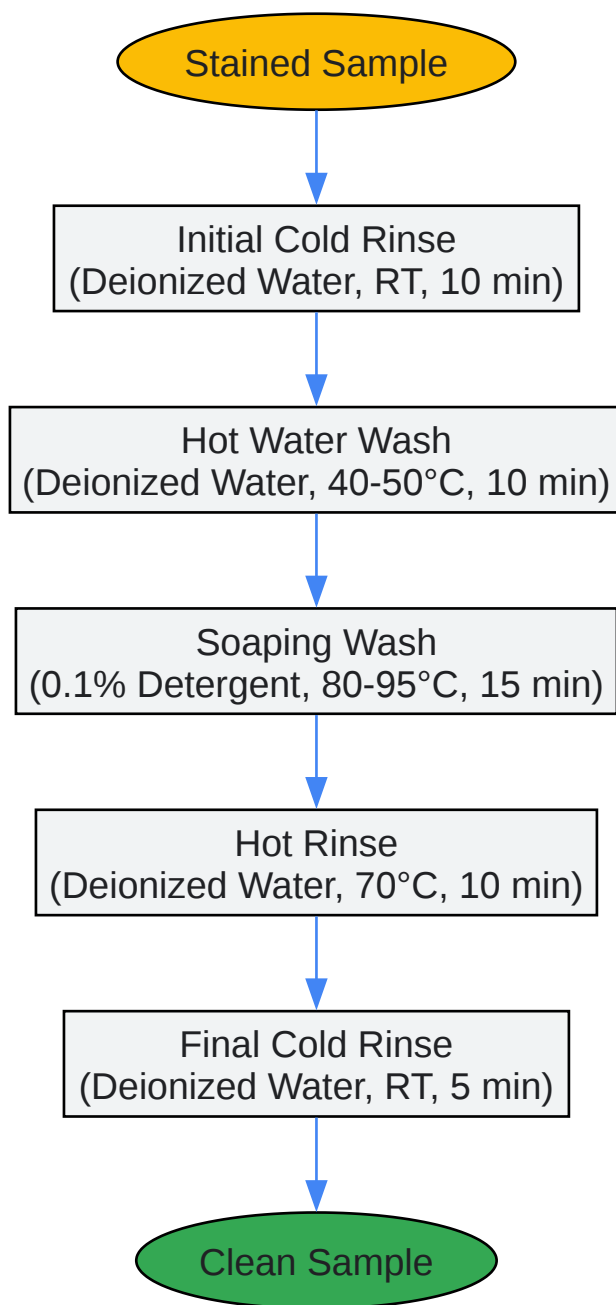 Stained Sample
Initial Cold Rinse
(Deionized Water, RT, 10 min)
Hot Water Wash
(Deionized Water, 40-50°C, 10 min)
Soaping Wash
(0.1% Detergent, 80-95°C, 15 min)
Hot Rinse
(Deionized Water, 70°C, 10 min)
Final Cold Rinse
(Deionized Water, RT, 5 min)
Clean Sample